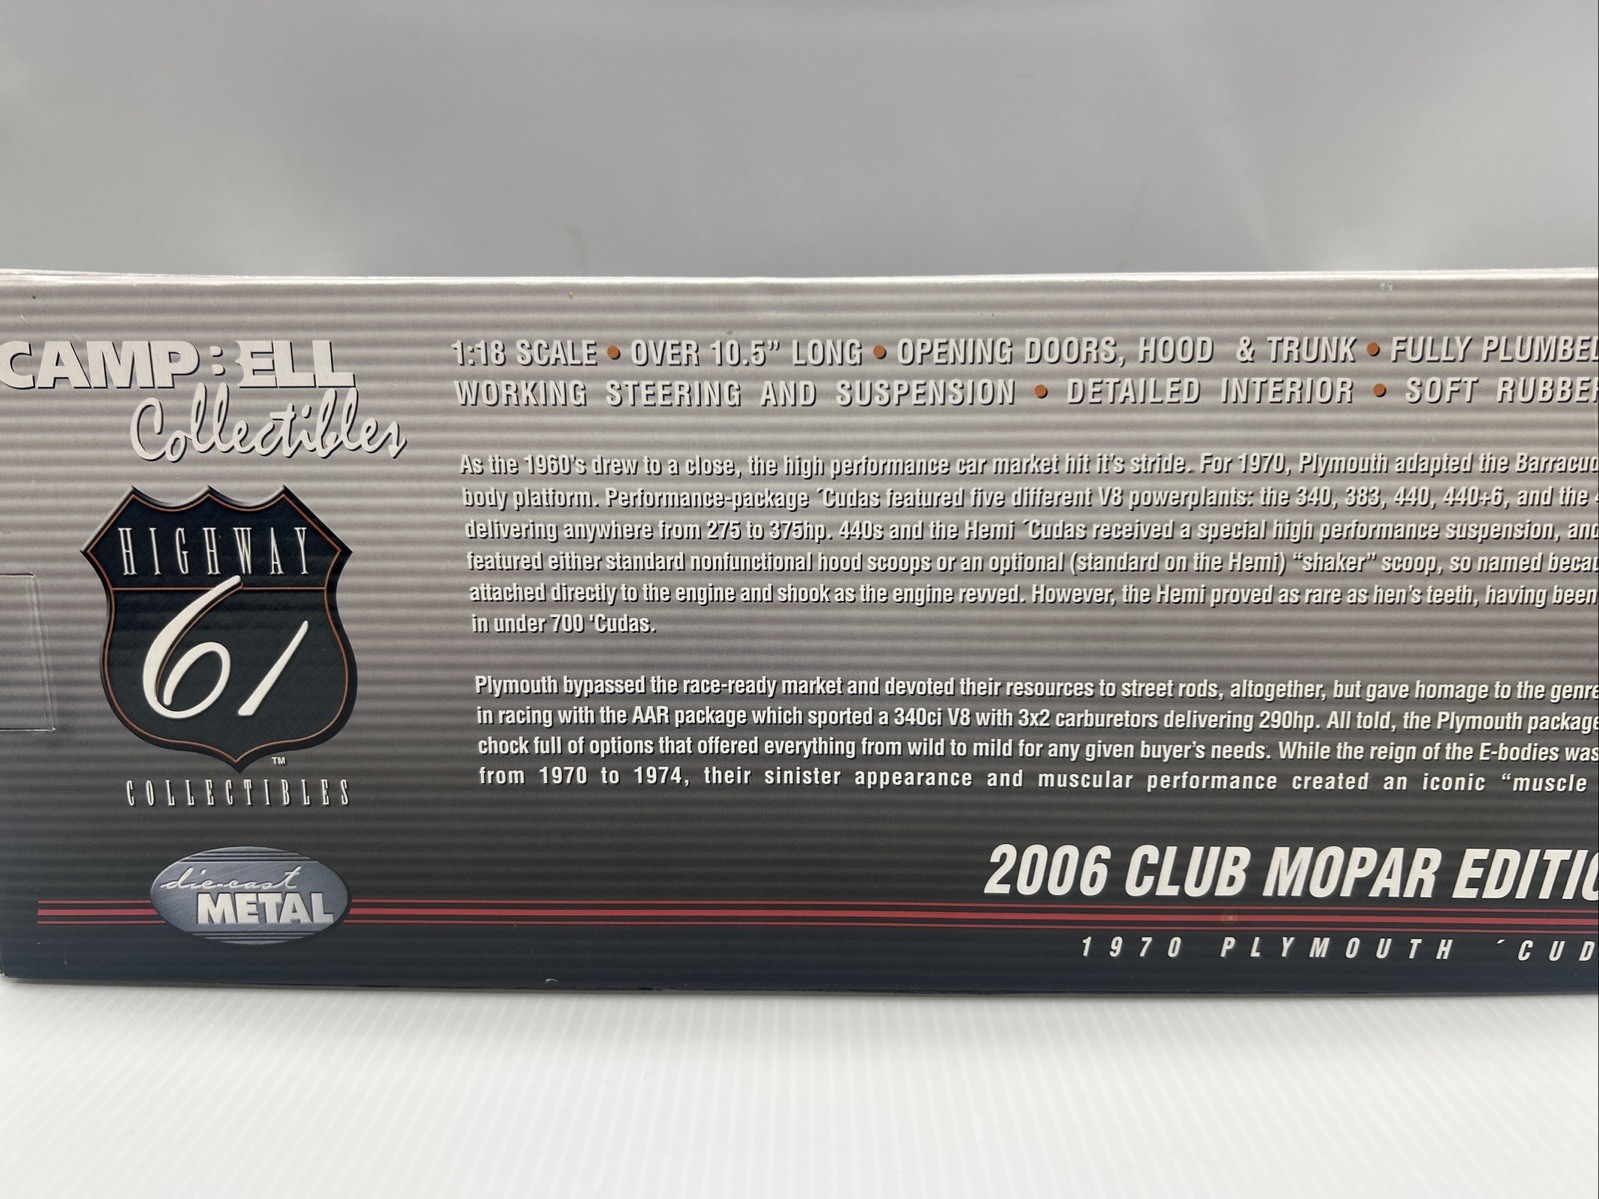 CAMPBELL
Collectibles
HIGHWAY
61
TM
COLLECTIBLES
die-cast
METAL
1:18 SCALE • OVER 10.5” LONG • OPENING DOORS, HOOD & TRUNK • FULLY PLUMBED
WORKING STEERING AND SUSPENSION • DETAILED INTERIOR • SOFT RUBBER
As the 1960's drew to a close, the high performance car market hit it's stride. For 1970, Plymouth adapted the Barracud
body platform. Performance-package ´Cudas featured five different V8 powerplants: the 340, 383, 440, 440+6, and the 4
delivering anywhere from 275 to 375hp. 440s and the Hemi ´Cudas received a special high performance suspension, and
featured either standard nonfunctional hood scoops or an optional (standard on the Hemi) “shaker” scoop, so named becau
attached directly to the engine and shook as the engine revved. However, the Hemi proved as rare as hen's teeth, having been
in under 700 'Cudas.
Plymouth bypassed the race-ready market and devoted their resources to street rods, altogether, but gave homage to the genre
in racing with the AAR package which sported a 340ci V8 with 3x2 carburetors delivering 290hp. All told, the Plymouth package
chock full of options that offered everything from wild to mild for any given buyer's needs. While the reign of the E-bodies was
from 1970 to 1974, their sinister appearance and muscular performance created an iconic “muscle
2006 CLUB MOPAR EDITIO
1970 PLYMOUTH ´CUD